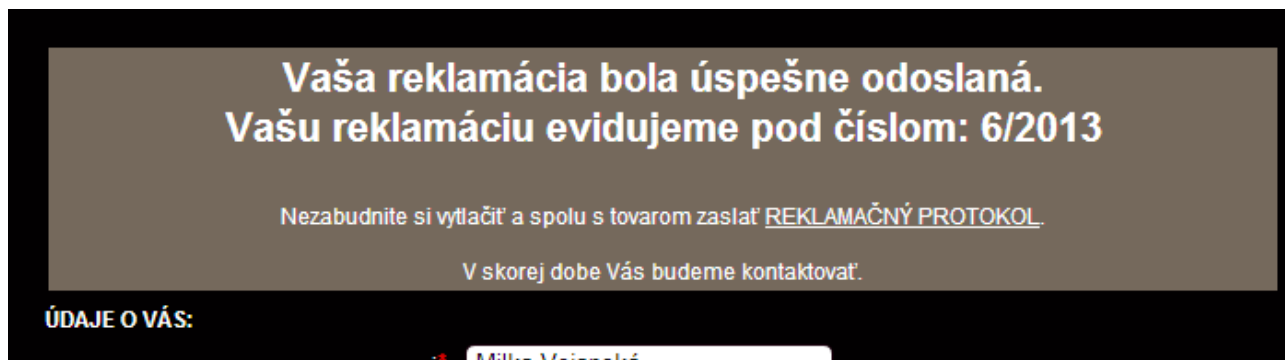 Vaša reklamácia bola úspešne odoslaná.
Vašu reklamáciu evidujeme pod číslom: 6/2013
Nezabudnite si vytlačiť a spolu s tovarom zaslať REKLAMAČNÝ PROTOKOL.
V skorej dobe Vás budeme kontaktovať.
ÚDAJE O VÁS: